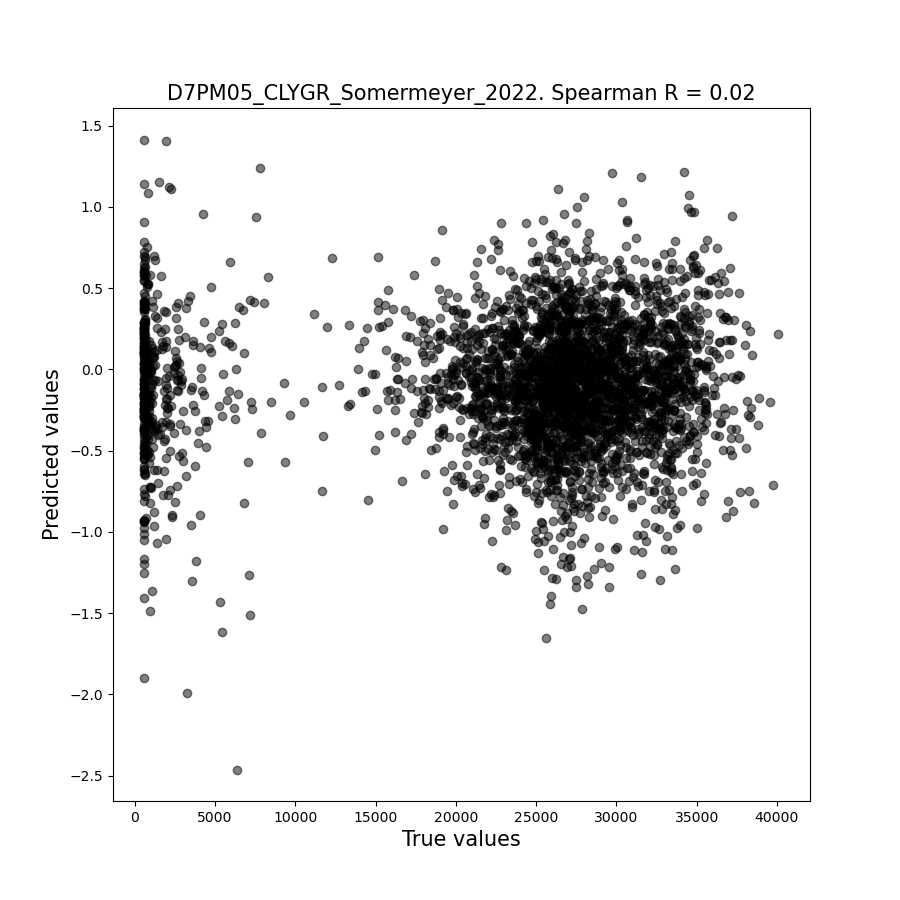 D7PM05_CLYGR_Somermeyer_2022. Spearman R = 0.02
1.5
1.0
0.5
0.0
−0.5
−1.0
−1.5
−2.0
−2.5
Predicted values
0 5000 10000 15000 20000 25000 30000 35000 40000
True values